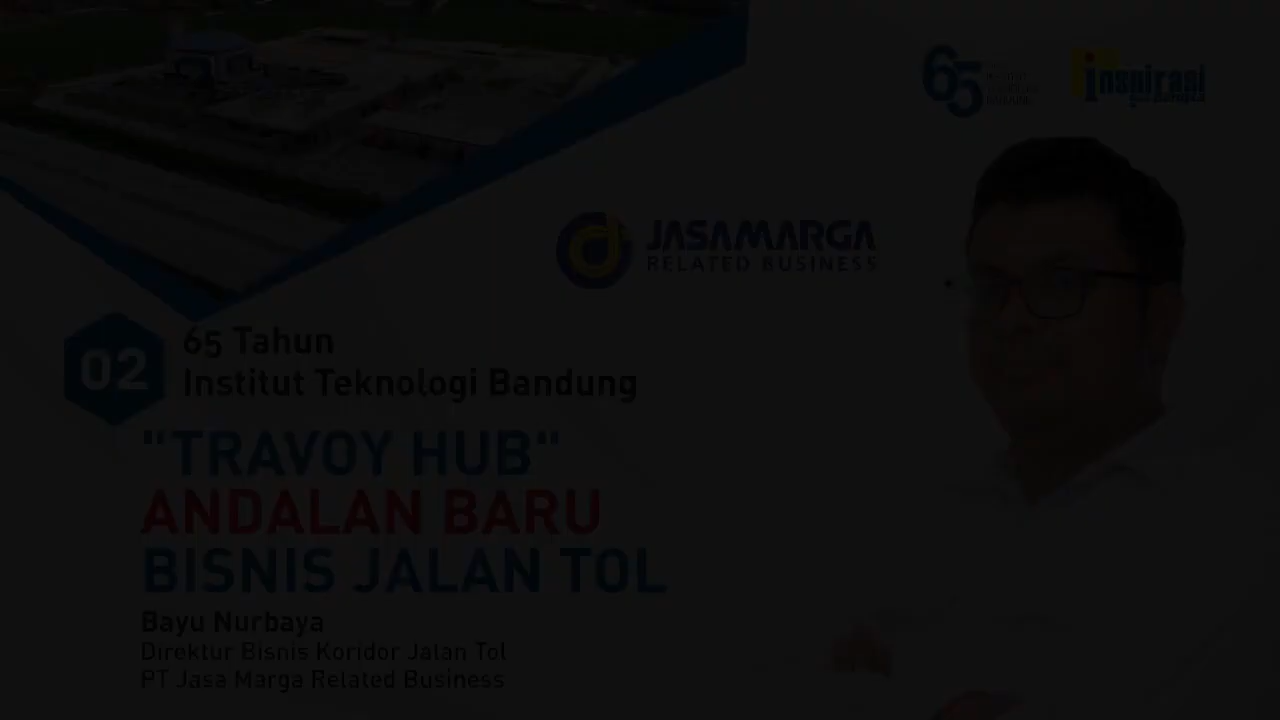 65
inspirasi
JASAMARGA
RELATED BUSINESS
02
65 Tahun
Institut Teknologi Bandung
"TRAVOY HUB"
ANDALAN BARU
BISNIS JALAN TOL
Bayu Nurbaya
Direktur Bisnis Koridor Jalan Tol
PT Jasa Marga Related Business